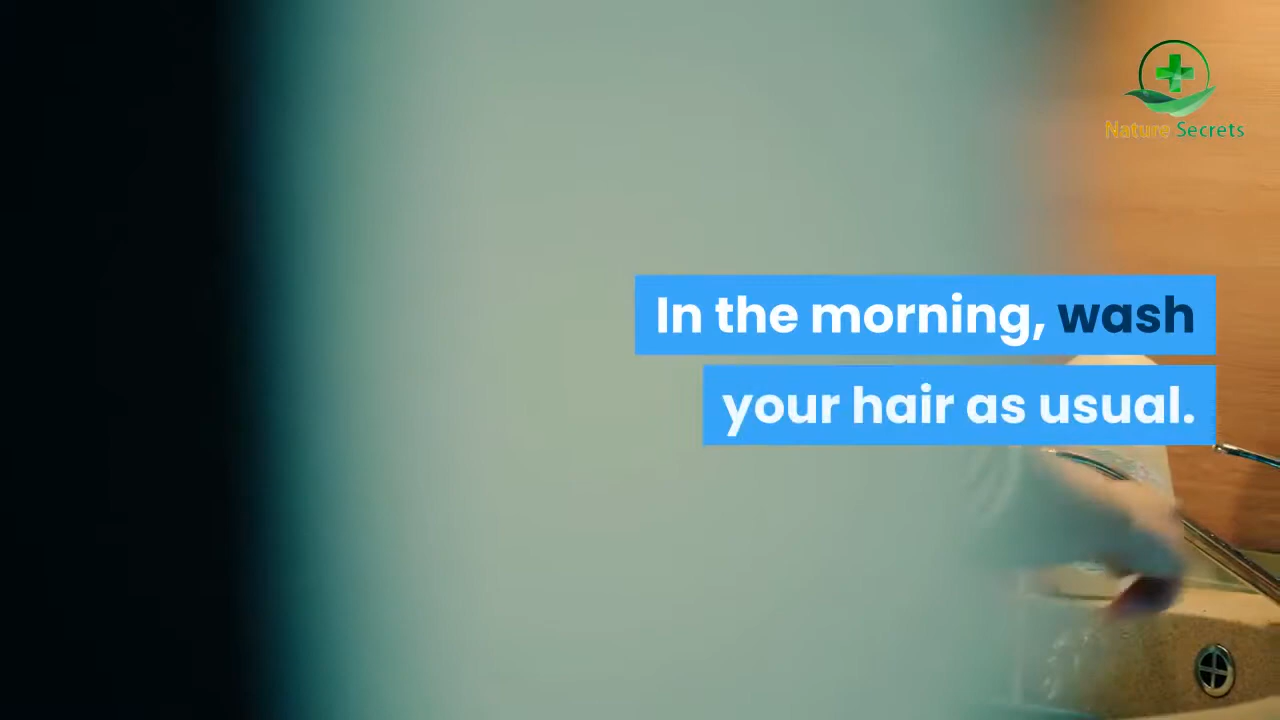 Nature Secrets
In the morning, wash
your hair as usual.